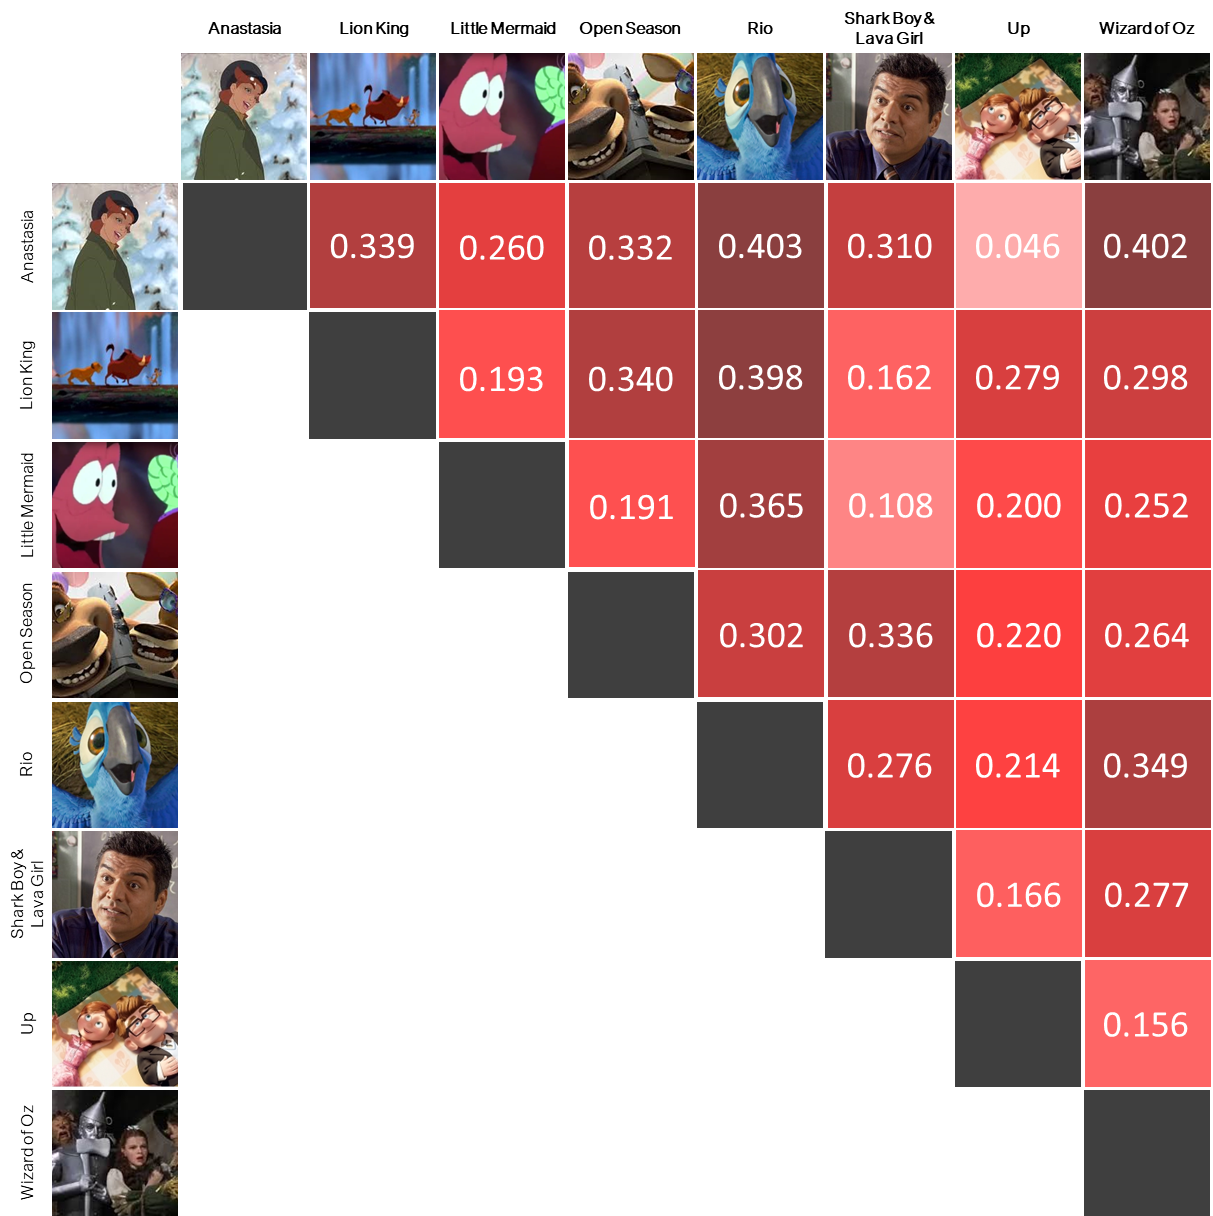 Anastasia
Lion King
Little Mermaid
Open Season
Rio
Shark Boy &
Lava Girl
Up
Wizard of Oz
Anastasia
0.339
0.260
0.332
0.403
0.310
0.046
0.402
Lion King
0.193
0.340
0.398
0.162
0.279
0.298
Little Mermaid
0.191
0.365
0.108
0.200
0.252
Open Season
0.302
0.336
0.220
0.264
Rio
0.276
0.214
0.349
Shark Boy &
Lava Girl
0.166
0.277
Up
0.156
Wizard of Oz